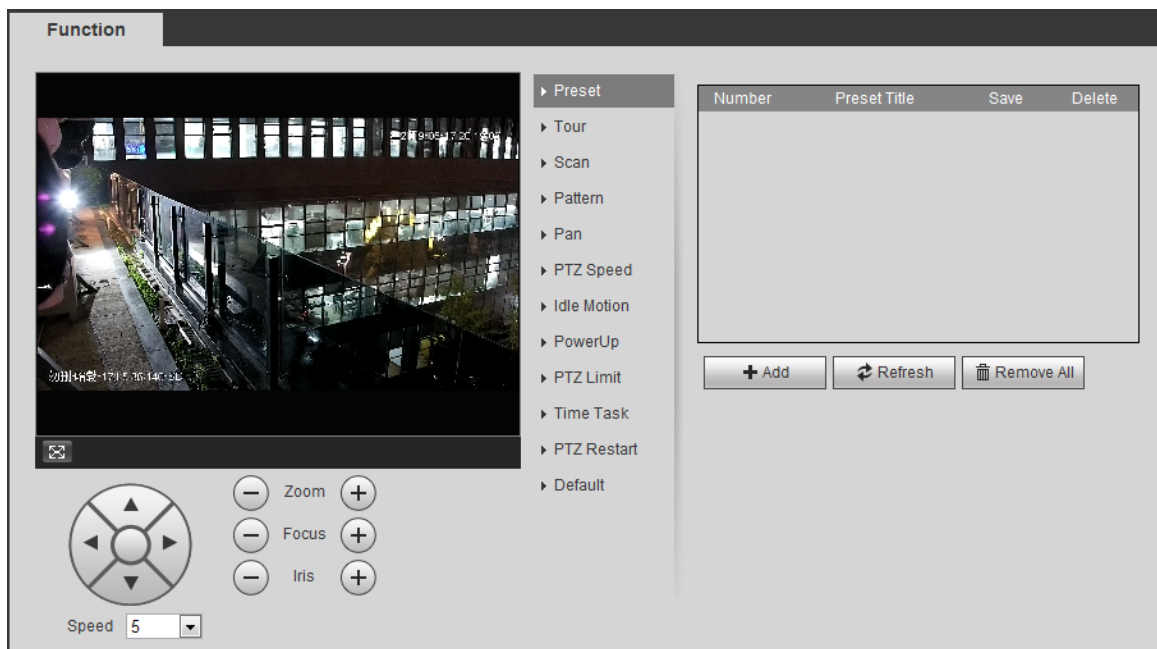 Function
Preset
Tour
Scan
Pattern
Pan
PTZ Speed
Idle Motion
PowerUp
PTZ Limit
Time Task
PTZ Restart
Default
Number Preset Title Save Delete
Add Refresh Remove All
Zoom
Focus
Iris
Speed 5